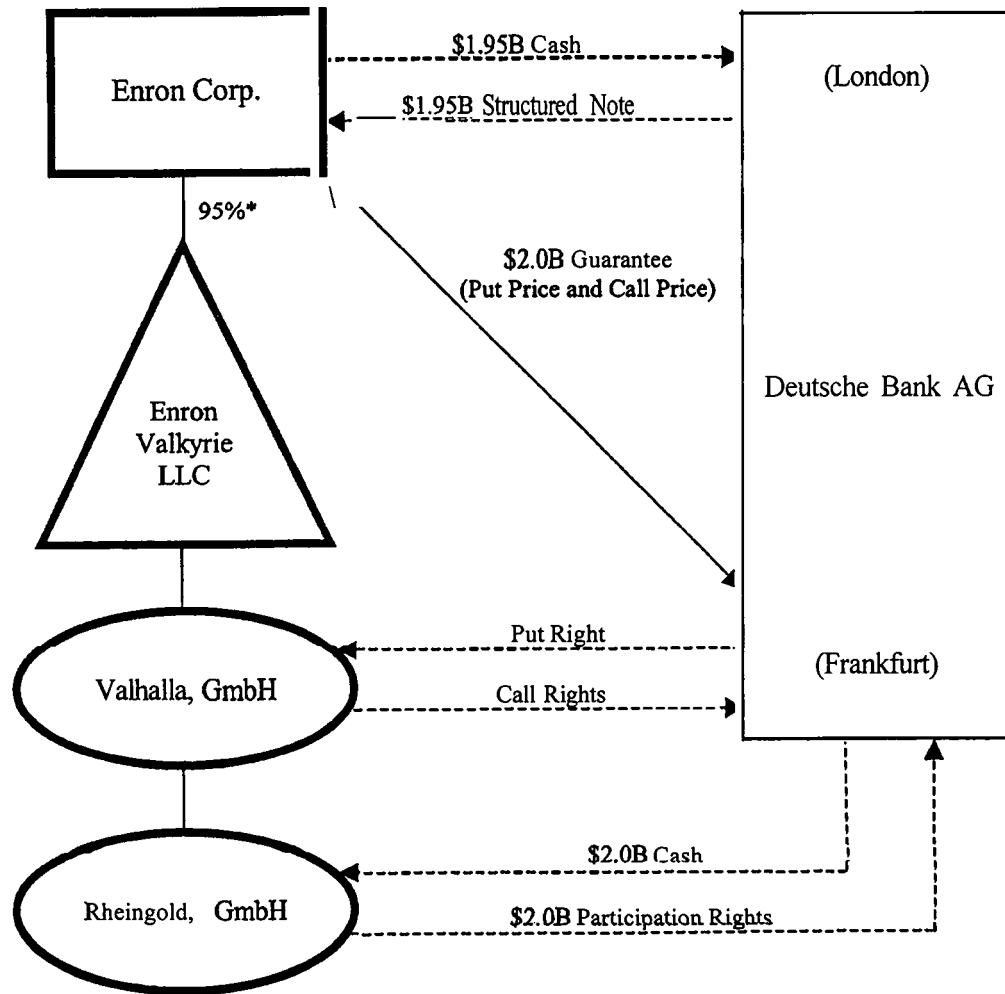 $1.95B Cash
Enron Corp.
(London)
$1.95B Structured Note
95%*
$2.0B Guarantee
(Put Price and Call Price)
Deutsche Bank AG
Enron
Valkyrie
LLC
Put Right
(Frankfurt)
Valhalla, GmbH
Call Rights
$2.0B Cash
Rheingold, GmbH
$2.0B Participation Rights